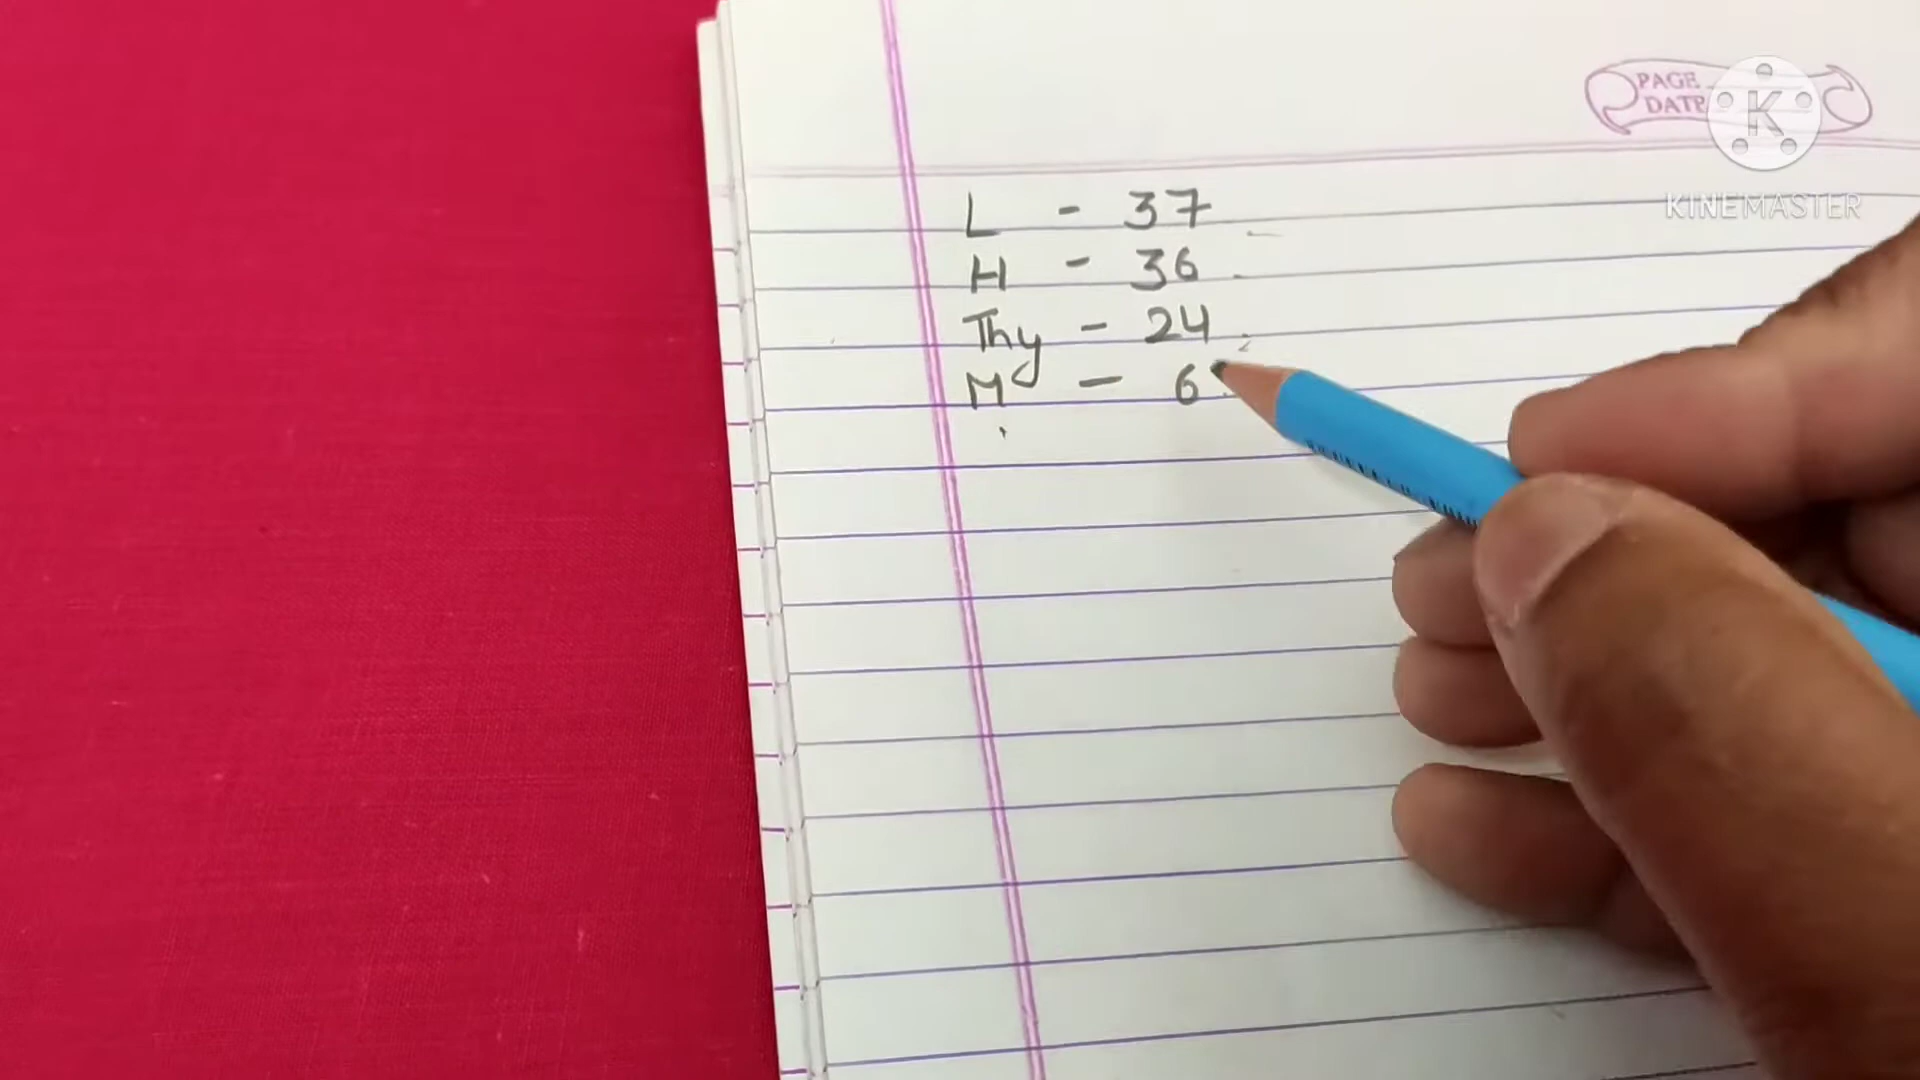 PAGE
DATE
KINEMASTER
L - 37
H - 36
Thy - 24
M - 6